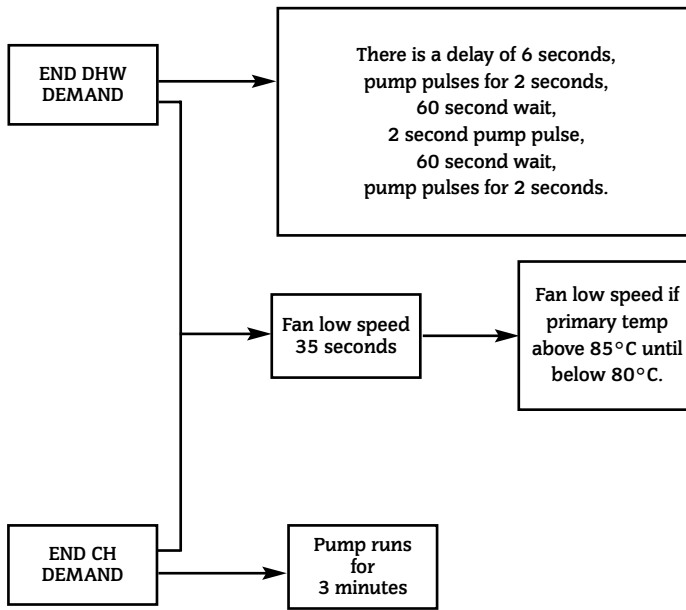 END DHW
DEMAND
There is a delay of 6 seconds,
pump pulses for 2 seconds,
60 second wait,
2 second pump pulse,
60 second wait,
pump pulses for 2 seconds.
Fan low speed
35 seconds
Fan low speed if
primary temp
above 85°C until
below 80°C.
END CH
DEMAND
Pump runs
for
3 minutes